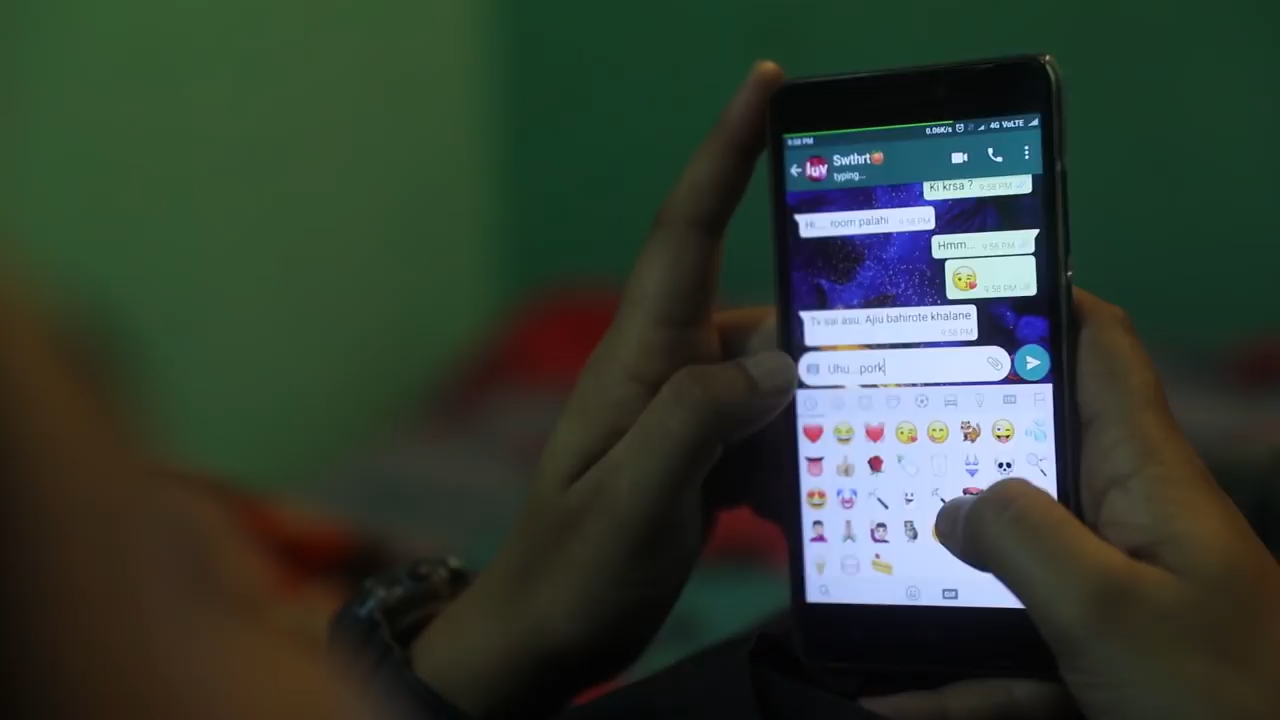 9:58 PM 0.06K/s 4G VoLTE
luv Swthrt
typing...
Ki krsa ? 9:58 PM
Hi.... room palahi 9:58 PM
Hmm... 9:58 PM
9:58 PM
sai asu. Ajiu bahirote khalane
9:58 PM
Uhu...pork
GIF